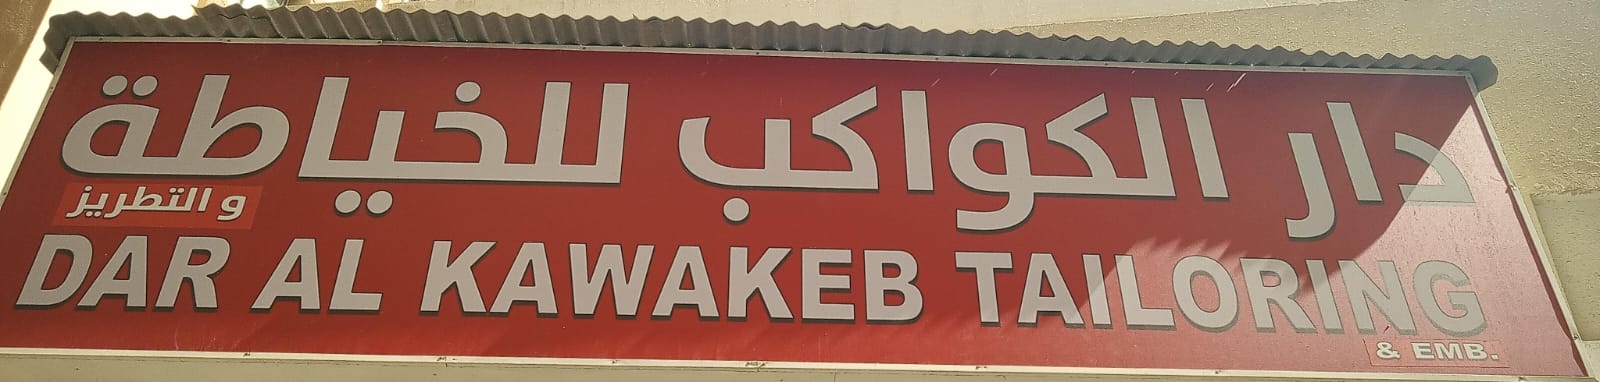 دار الكواكب للخياطة
و التطريز
DAR AL KAWAKEB TAILORING
& EMB.